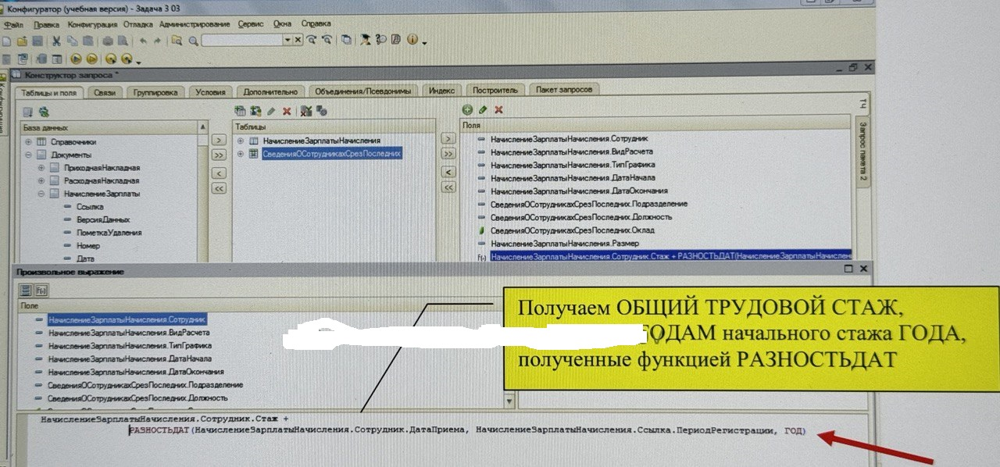 Конфигуратор (учебная версия) - Задача 3 03
Файл Правка Конфигурация Отладка Администрирование Сервис Окна Справка
Конструктор запроса *
Таблицы и поля Связи Группировка Условия Дополнительно Объединения/Псевдонимы Индекс Построитель Пакет запросов
База данных
Справочники
Документы
ПриходнаяНакладная
РасходнаяНакладная
НачислениеЗарплаты
Ссылка
ВерсияДанных
ПометкаУдаления
Номер
Дата
Таблицы
НачислениеЗарплатыНачисления
СведенияОСотрудникахСрезПоследних
Поля
НачислениеЗарплатыНачисления.Сотрудник
НачислениеЗарплатыНачисления.ВидРасчета
НачислениеЗарплатыНачисления.ТипГрафика
НачислениеЗарплатыНачисления.ДатаНачала
НачислениеЗарплатыНачисления.ДатаОкончания
СведенияОСотрудникахСрезПоследних.Подразделение
СведенияОСотрудникахСрезПоследних.Должность
СведенияОСотрудникахСрезПоследних.Оклад
НачислениеЗарплатыНачисления.Размер
НачислениеЗарплатыНачисления.Сотрудник.Стаж + РАЗНОСТЬДАТ(НачислениеЗарплатыНачислен
ТЧ
Запрос пакета 2
Произвольное выражение
Поле
НачислениеЗарплатыНачисления.Сотрудник
НачислениеЗарплатыНачисления.ВидРасчета
НачислениеЗарплатыНачисления.ТипГрафика
НачислениеЗарплатыНачисления.ДатаНачала
НачислениеЗарплатыНачисления.ДатаОкончания
СведенияОСотрудникахСрезПоследних.Подразделение
СведенияОСотрудникахСрезПоследних.Должность
Получаем ОБЩИЙ ТРУДОВОЙ СТАЖ,
начального стажа ГОДА,
полученные функцией РАЗНОСТЬДАТ
НачислениеЗарплатыНачисления.Сотрудник.Стаж +
РАЗНОСТЬДАТ(НачислениеЗарплатыНачисления.Сотрудник.ДатаПриема, НачислениеЗарплатыНачисления.Ссылка.ПериодРегистрации, ГОД)